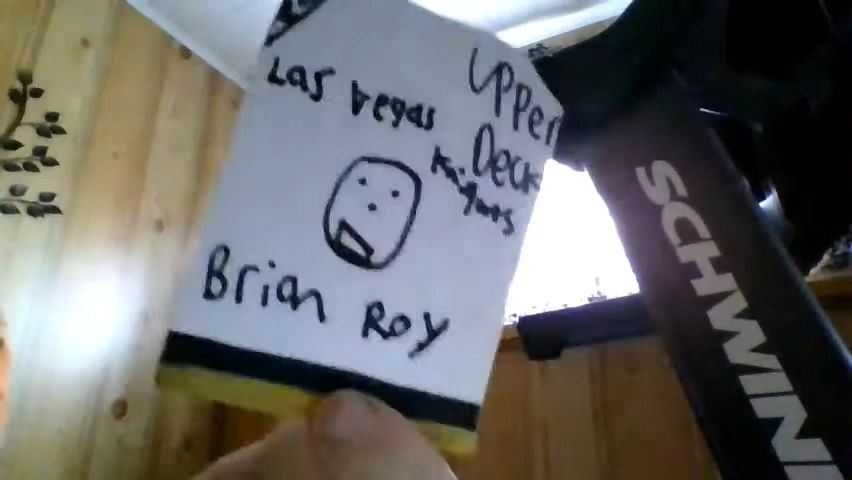 Las vegas
Knights
Upper
Deck
Brian Roy
SCHWINN